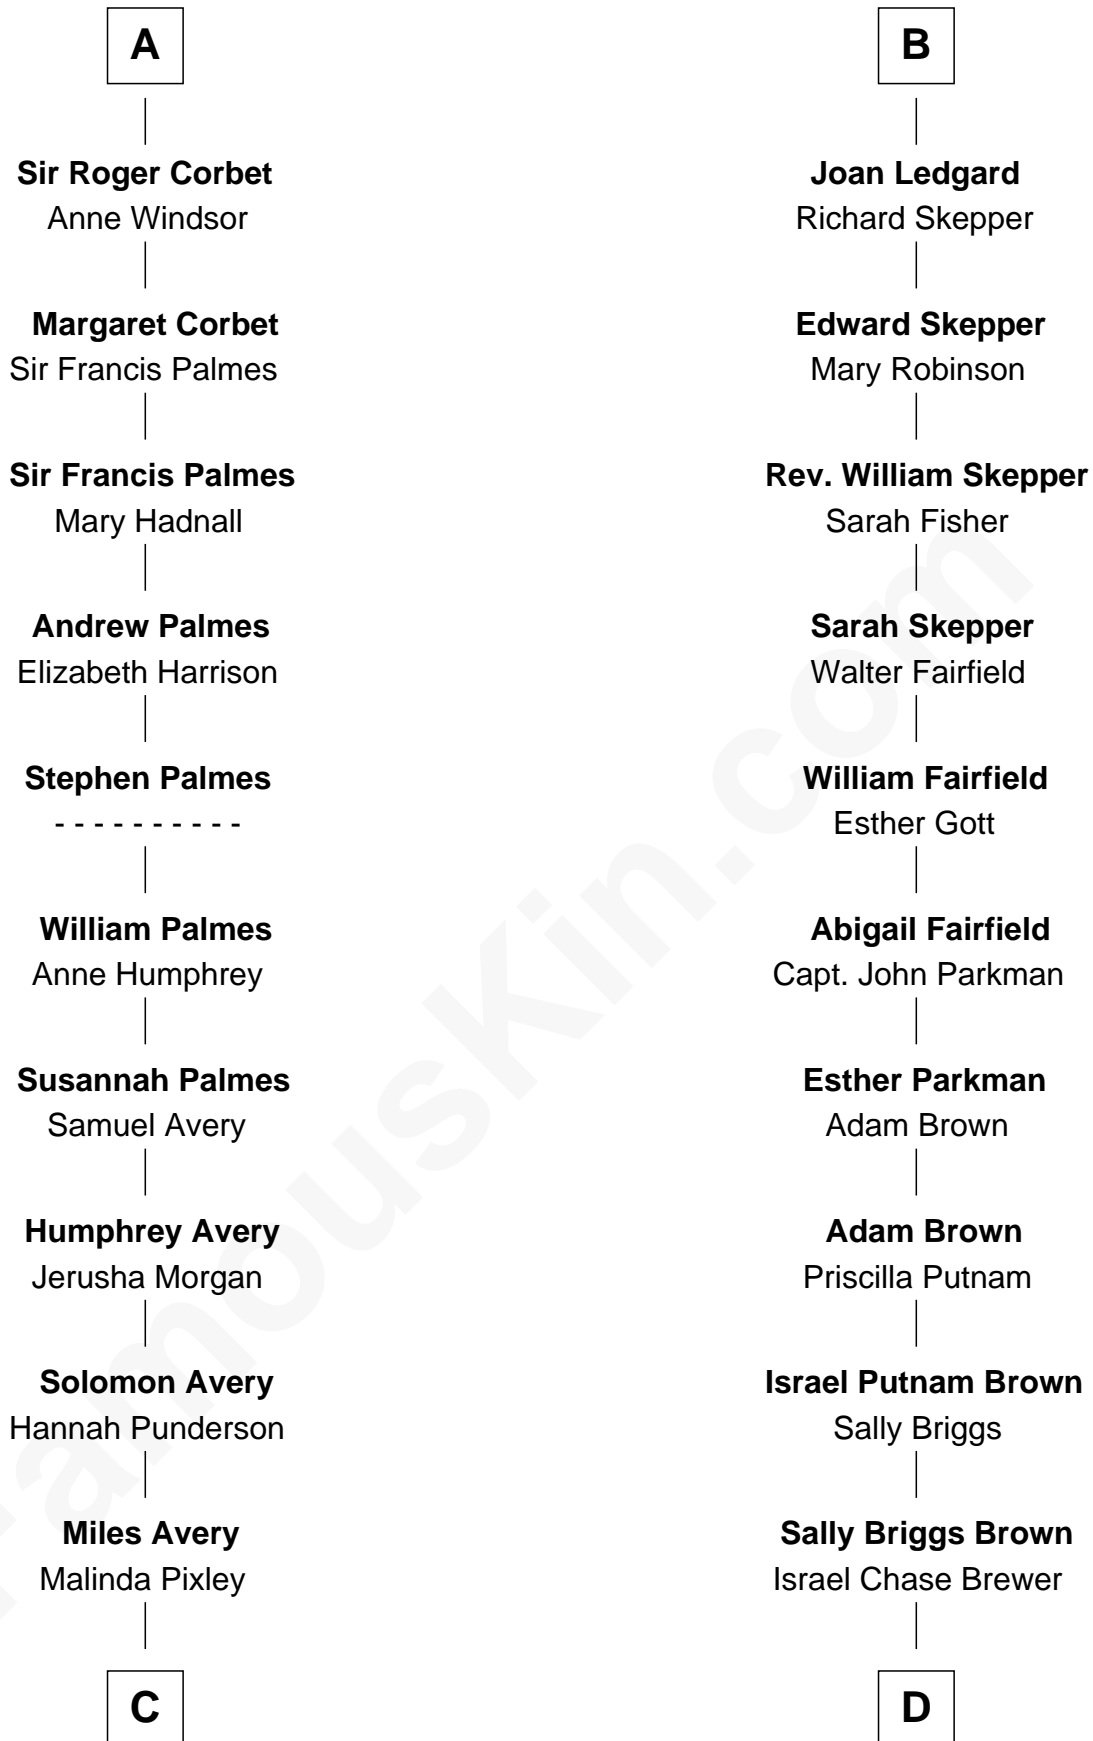 A
Sir Roger Corbet
Anne Windsor
Margaret Corbet
Sir Francis Palmes
Sir Francis Palmes
Mary Hadnall
Andrew Palmes
Elizabeth Harrison
Stephen Palmes
- - - - - - - - - -
William Palmes
Anne Humphrey
Susannah Palmes
Samuel Avery
Humphrey Avery
Jerusha Morgan
Solomon Avery
Hannah Punderson
Miles Avery
Malinda Pixley
C
B
Joan Ledgard
Richard Skepper
Edward Skepper
Mary Robinson
Rev. William Skepper
Sarah Fisher
Sarah Skepper
Walter Fairfield
William Fairfield
Esther Gott
Abigail Fairfield
Capt. John Parkman
Esther Parkman
Adam Brown
Adam Brown
Priscilla Putnam
Israel Putnam Brown
Sally Briggs
Sally Briggs Brown
Israel Chase Brewer
D
FamousKin.com